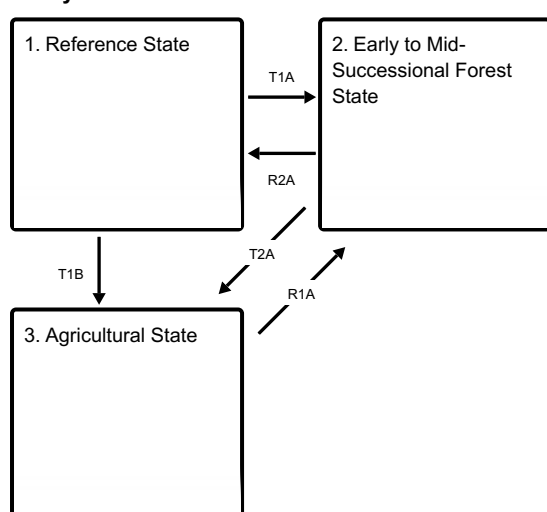 1. Reference State
2. Early to Mid-
Successional Forest
State
T1A
R2A
T2A
T1B
R1A
3. Agricultural State